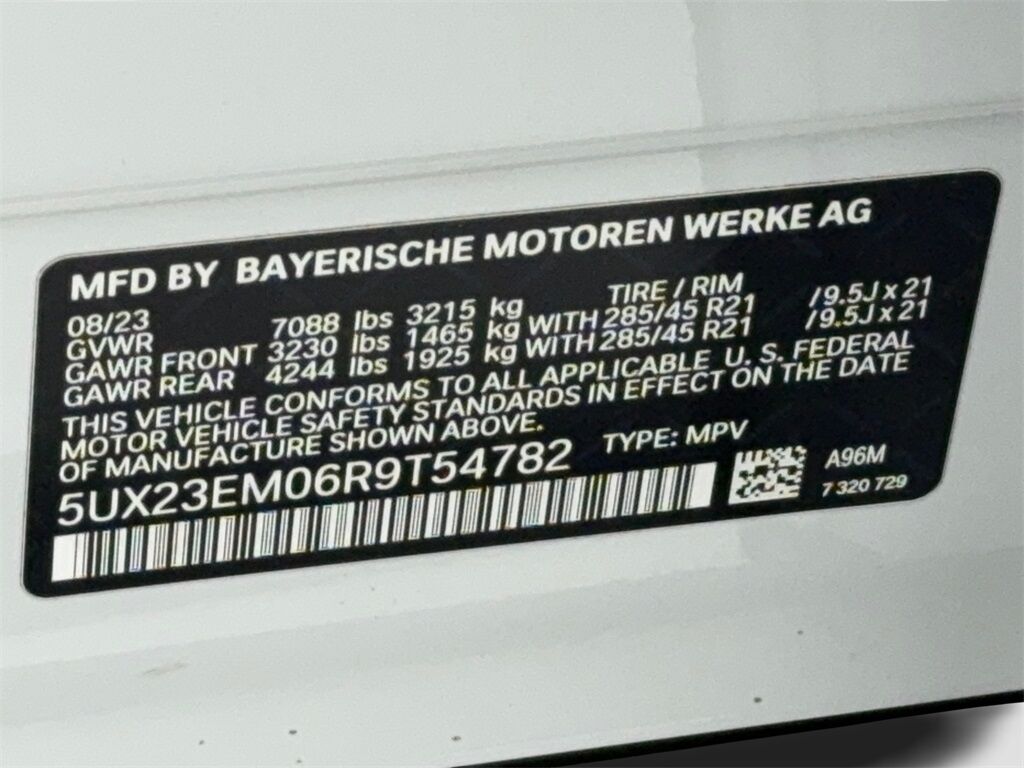 MFD BY BAYERISCHE MOTOREN WERKE AG
08/23 TIRE / RIM
GVWR 7088 lbs 3215 kg
GAWR FRONT 3230 lbs 1465 kg WITH 285/45 R21 /9.5J x 21
GAWR REAR 4244 lbs 1925 kg WITH 285/45 R21 /9.5J x 21
THIS VEHICLE CONFORMS TO ALL APPLICABLE U. S. FEDERAL
MOTOR VEHICLE SAFETY STANDARDS IN EFFECT ON THE DATE
OF MANUFACTURE SHOWN ABOVE.
5UX23EM06R9T54782 TYPE: MPV
A96M
7 320 729